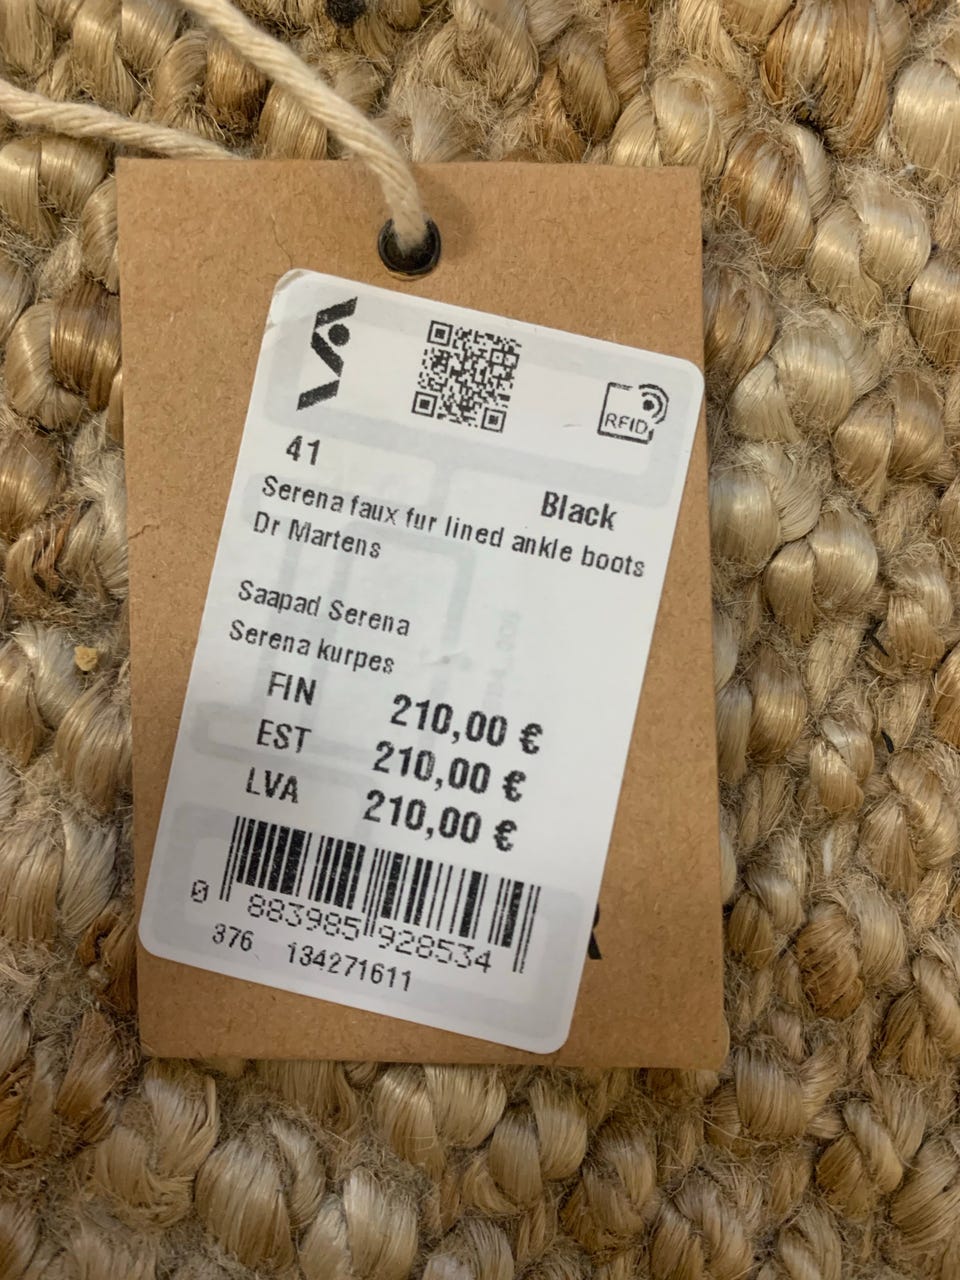 RFID
41
Black
Serena faux fur lined ankle boots
Dr Martens
Saapad Serena
Serena kurpes
FIN 210,00 €
EST 210,00 €
LVA 210,00 €
0 883985 928534
376 134271611
R